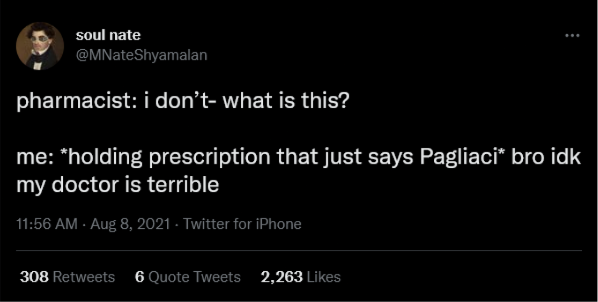 soul nate
@MNateShyamalan
pharmacist: i don't- what is this?
me: *holding prescription that just says Pagliaci* bro idk
my doctor is terrible
11:56 AM · Aug 8, 2021 · Twitter for iPhone
308 Retweets 6 Quote Tweets 2,263 Likes